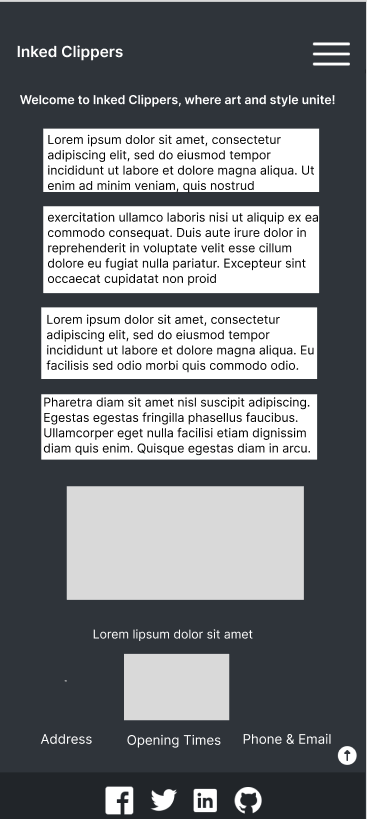 Inked Clippers
Welcome to Inked Clippers, where art and style unite!
Lorem ipsum dolor sit amet, consectetur
adipiscing elit, sed do eiusmod tempor
incididunt ut labore et dolore magna aliqua. Ut
enim ad minim veniam, quis nostrud
exercitation ullamco laboris nisi ut aliquip ex ea
commodo consequat. Duis aute irure dolor in
reprehenderit in voluptate velit esse cillum
dolore eu fugiat nulla pariatur. Excepteur sint
occaecat cupidatat non proid
Lorem ipsum dolor sit amet, consectetur
adipiscing elit, sed do eiusmod tempor
incididunt ut labore et dolore magna aliqua. Eu
facilisis sed odio morbi quis commodo odio.
Pharetra diam sit amet nisl suscipit adipiscing.
Egestas egestas fringilla phasellus faucibus.
Ullamcorper eget nulla facilisi etiam dignissim
diam quis enim. Quisque egestas diam in arcu.
Lorem lipsum dolor sit amet
Address Opening Times Phone & Email